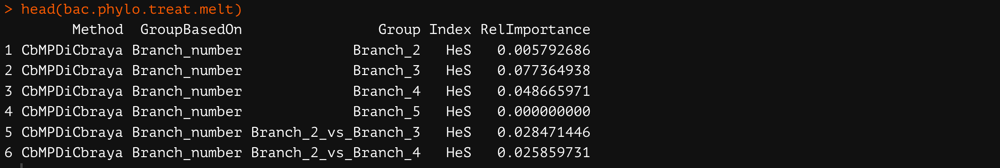 > head(bac.phylo.treat.melt)
Method GroupBasedOn Group Index RelImportance
1 CbMPDiCbraya Branch_number Branch_2 HeS 0.005792686
2 CbMPDiCbraya Branch_number Branch_3 HeS 0.077364938
3 CbMPDiCbraya Branch_number Branch_4 HeS 0.048665971
4 CbMPDiCbraya Branch_number Branch_5 HeS 0.000000000
5 CbMPDiCbraya Branch_number Branch_2_vs_Branch_3 HeS 0.028471446
6 CbMPDiCbraya Branch_number Branch_2_vs_Branch_4 HeS 0.025859731